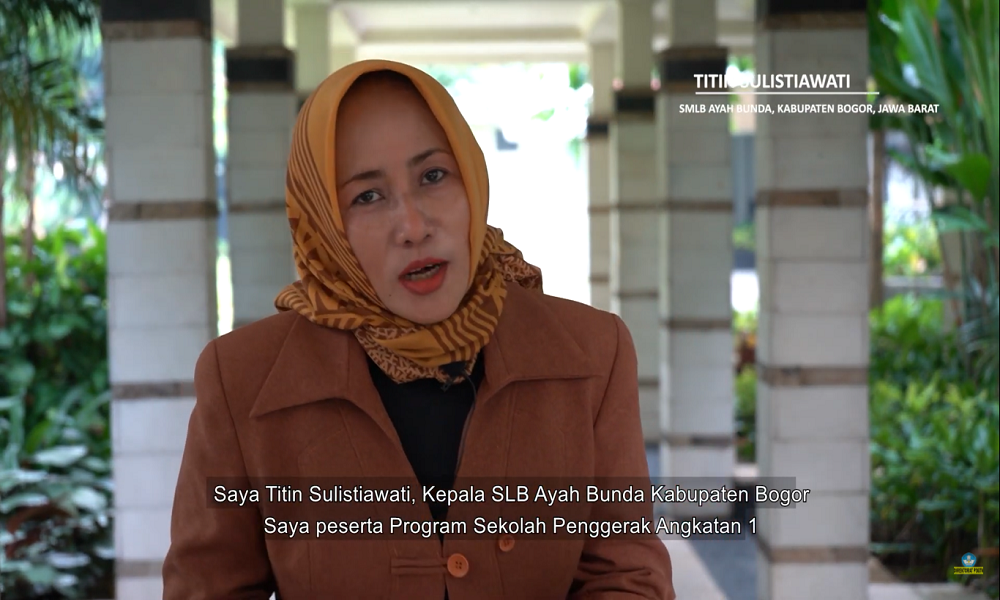 TITIN SULISTIAWATI
SMLB AYAH BUNDA, KABUPATEN BOGOR, JAWA BARAT
Saya Titin Sulistiawati, Kepala SLB Ayah Bunda Kabupaten Bogor
Saya peserta Program Sekolah Penggerak Angkatan 1